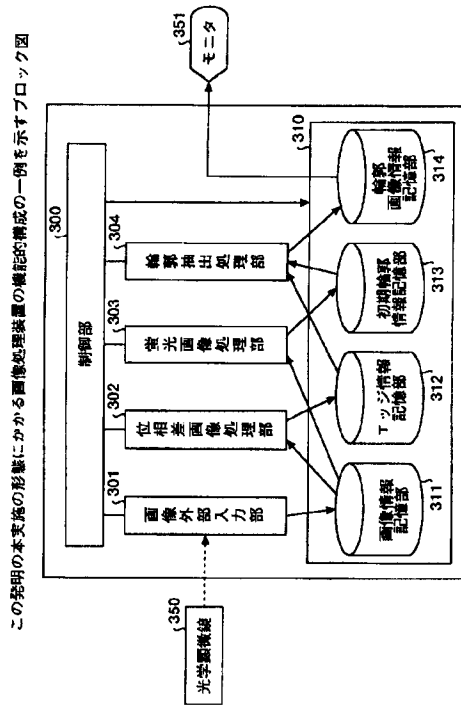 この発明の本実施の形態にかかる画像処理装置の機能的構成の一例を示すブロック図
300
制御部
301
画像外部入力部
302
位相差画像処理部
303
蛍光画像処理部
304
輪郭抽出処理部
350
光学顕微鏡
351
モニタ
310
画像情報
記憶部
311
Tッジ情報
記憶部
312
初期輪郭
情報記憶部
313
輪郭
画像情報
記憶部
314